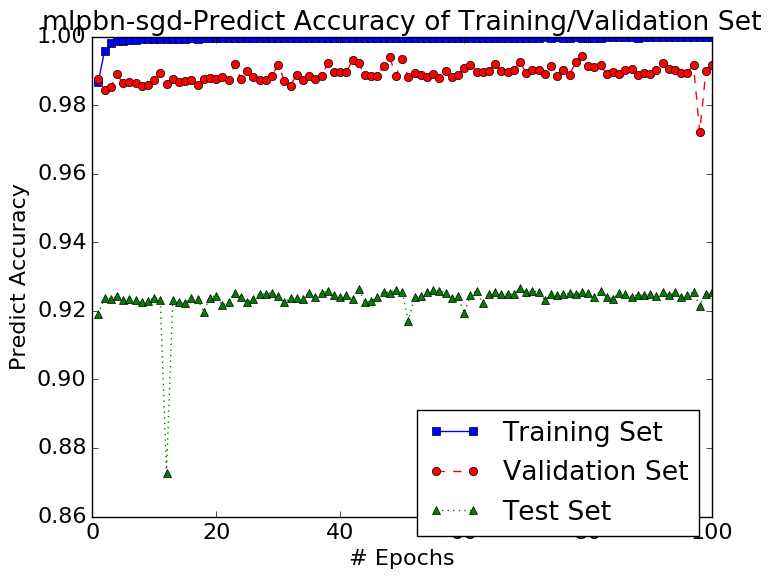 mlpbn-sgd-Predict Accuracy of Training/Validation Set
1.00
0.98
0.96
0.94
0.92
0.90
0.88
0.86
Predict Accuracy
Training Set
Validation Set
Test Set
0 20 40 100
# Epochs